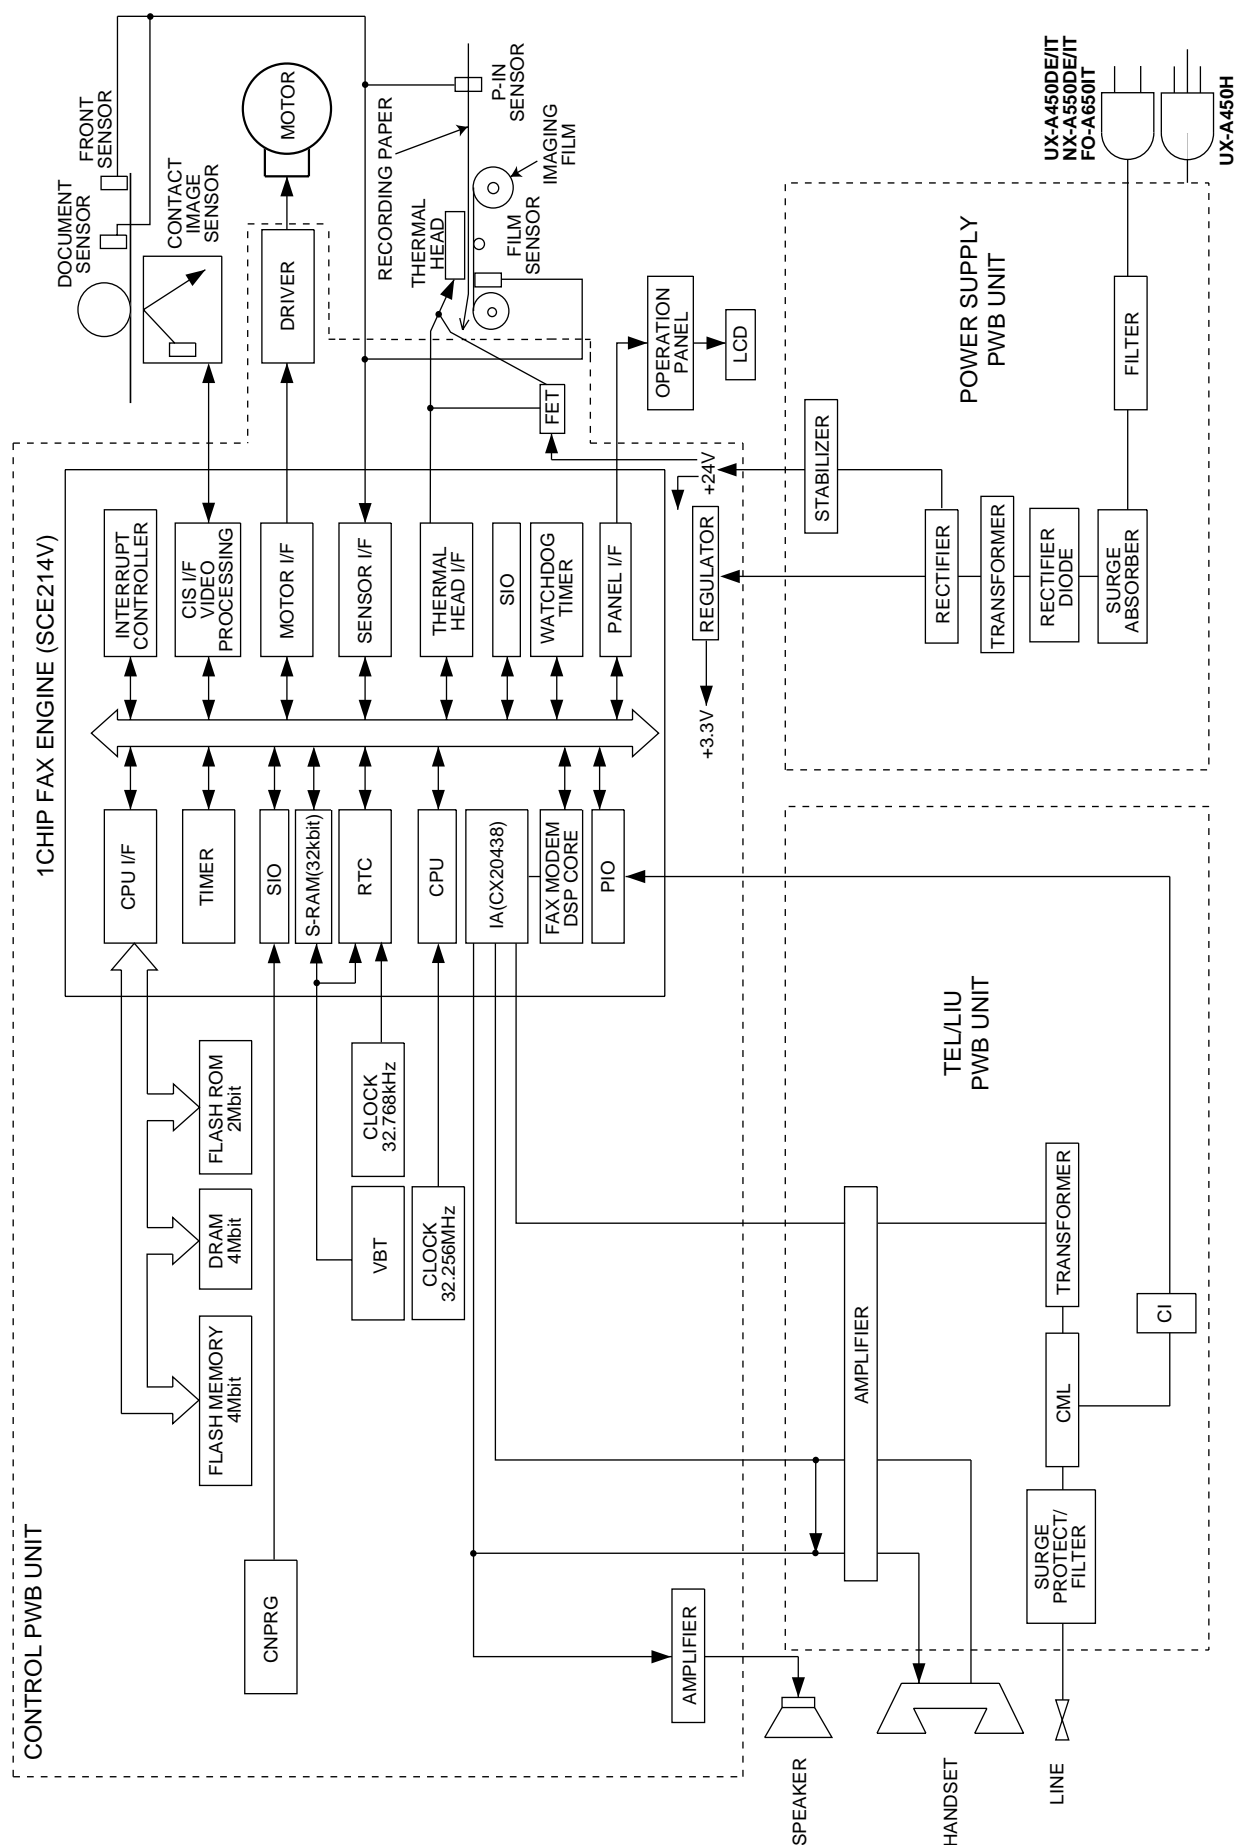 CONTROL PWB UNIT
1CHIP FAX ENGINE (SCE214V)
FLASH MEMORY
4Mbit
DRAM
4Mbit
FLASH ROM
2Mbit
CNPRG
VBT
CLOCK
32.768kHz
CLOCK
32.256MHz
CPU I/F
TIMER
SIO
S-RAM(32kbit)
RTC
CPU
IA(CX20438)
FAX MODEM
DSP CORE
PIO
INTERRUPT
CONTROLLER
CIS I/F
VIDEO
PROCESSING
MOTOR I/F
SENSOR I/F
THERMAL
HEAD I/F
SIO
WATCHDOG
TIMER
PANEL I/F
DOCUMENT
SENSOR
FRONT
SENSOR
CONTACT
IMAGE
SENSOR
DRIVER
MOTOR
RECORDING PAPER
THERMAL
HEAD
P-IN
SENSOR
IMAGING
FILM
FILM
SENSOR
FET
OPERATION
PANEL
LCD
+24V
REGULATOR
+3.3V
STABILIZER
POWER SUPPLY
PWB UNIT
RECTIFIER
TRANSFORMER
RECTIFIER
DIODE
SURGE
ABSORBER
FILTER
UX-A450DE/IT
NX-A550DE/IT
FO-A650IT
UX-A450H
TEL/LIU
PWB UNIT
AMPLIFIER
AMPLIFIER
TRANSFORMER
CML
CI
SURGE
PROTECT/
FILTER
SPEAKER
HANDSET
LINE